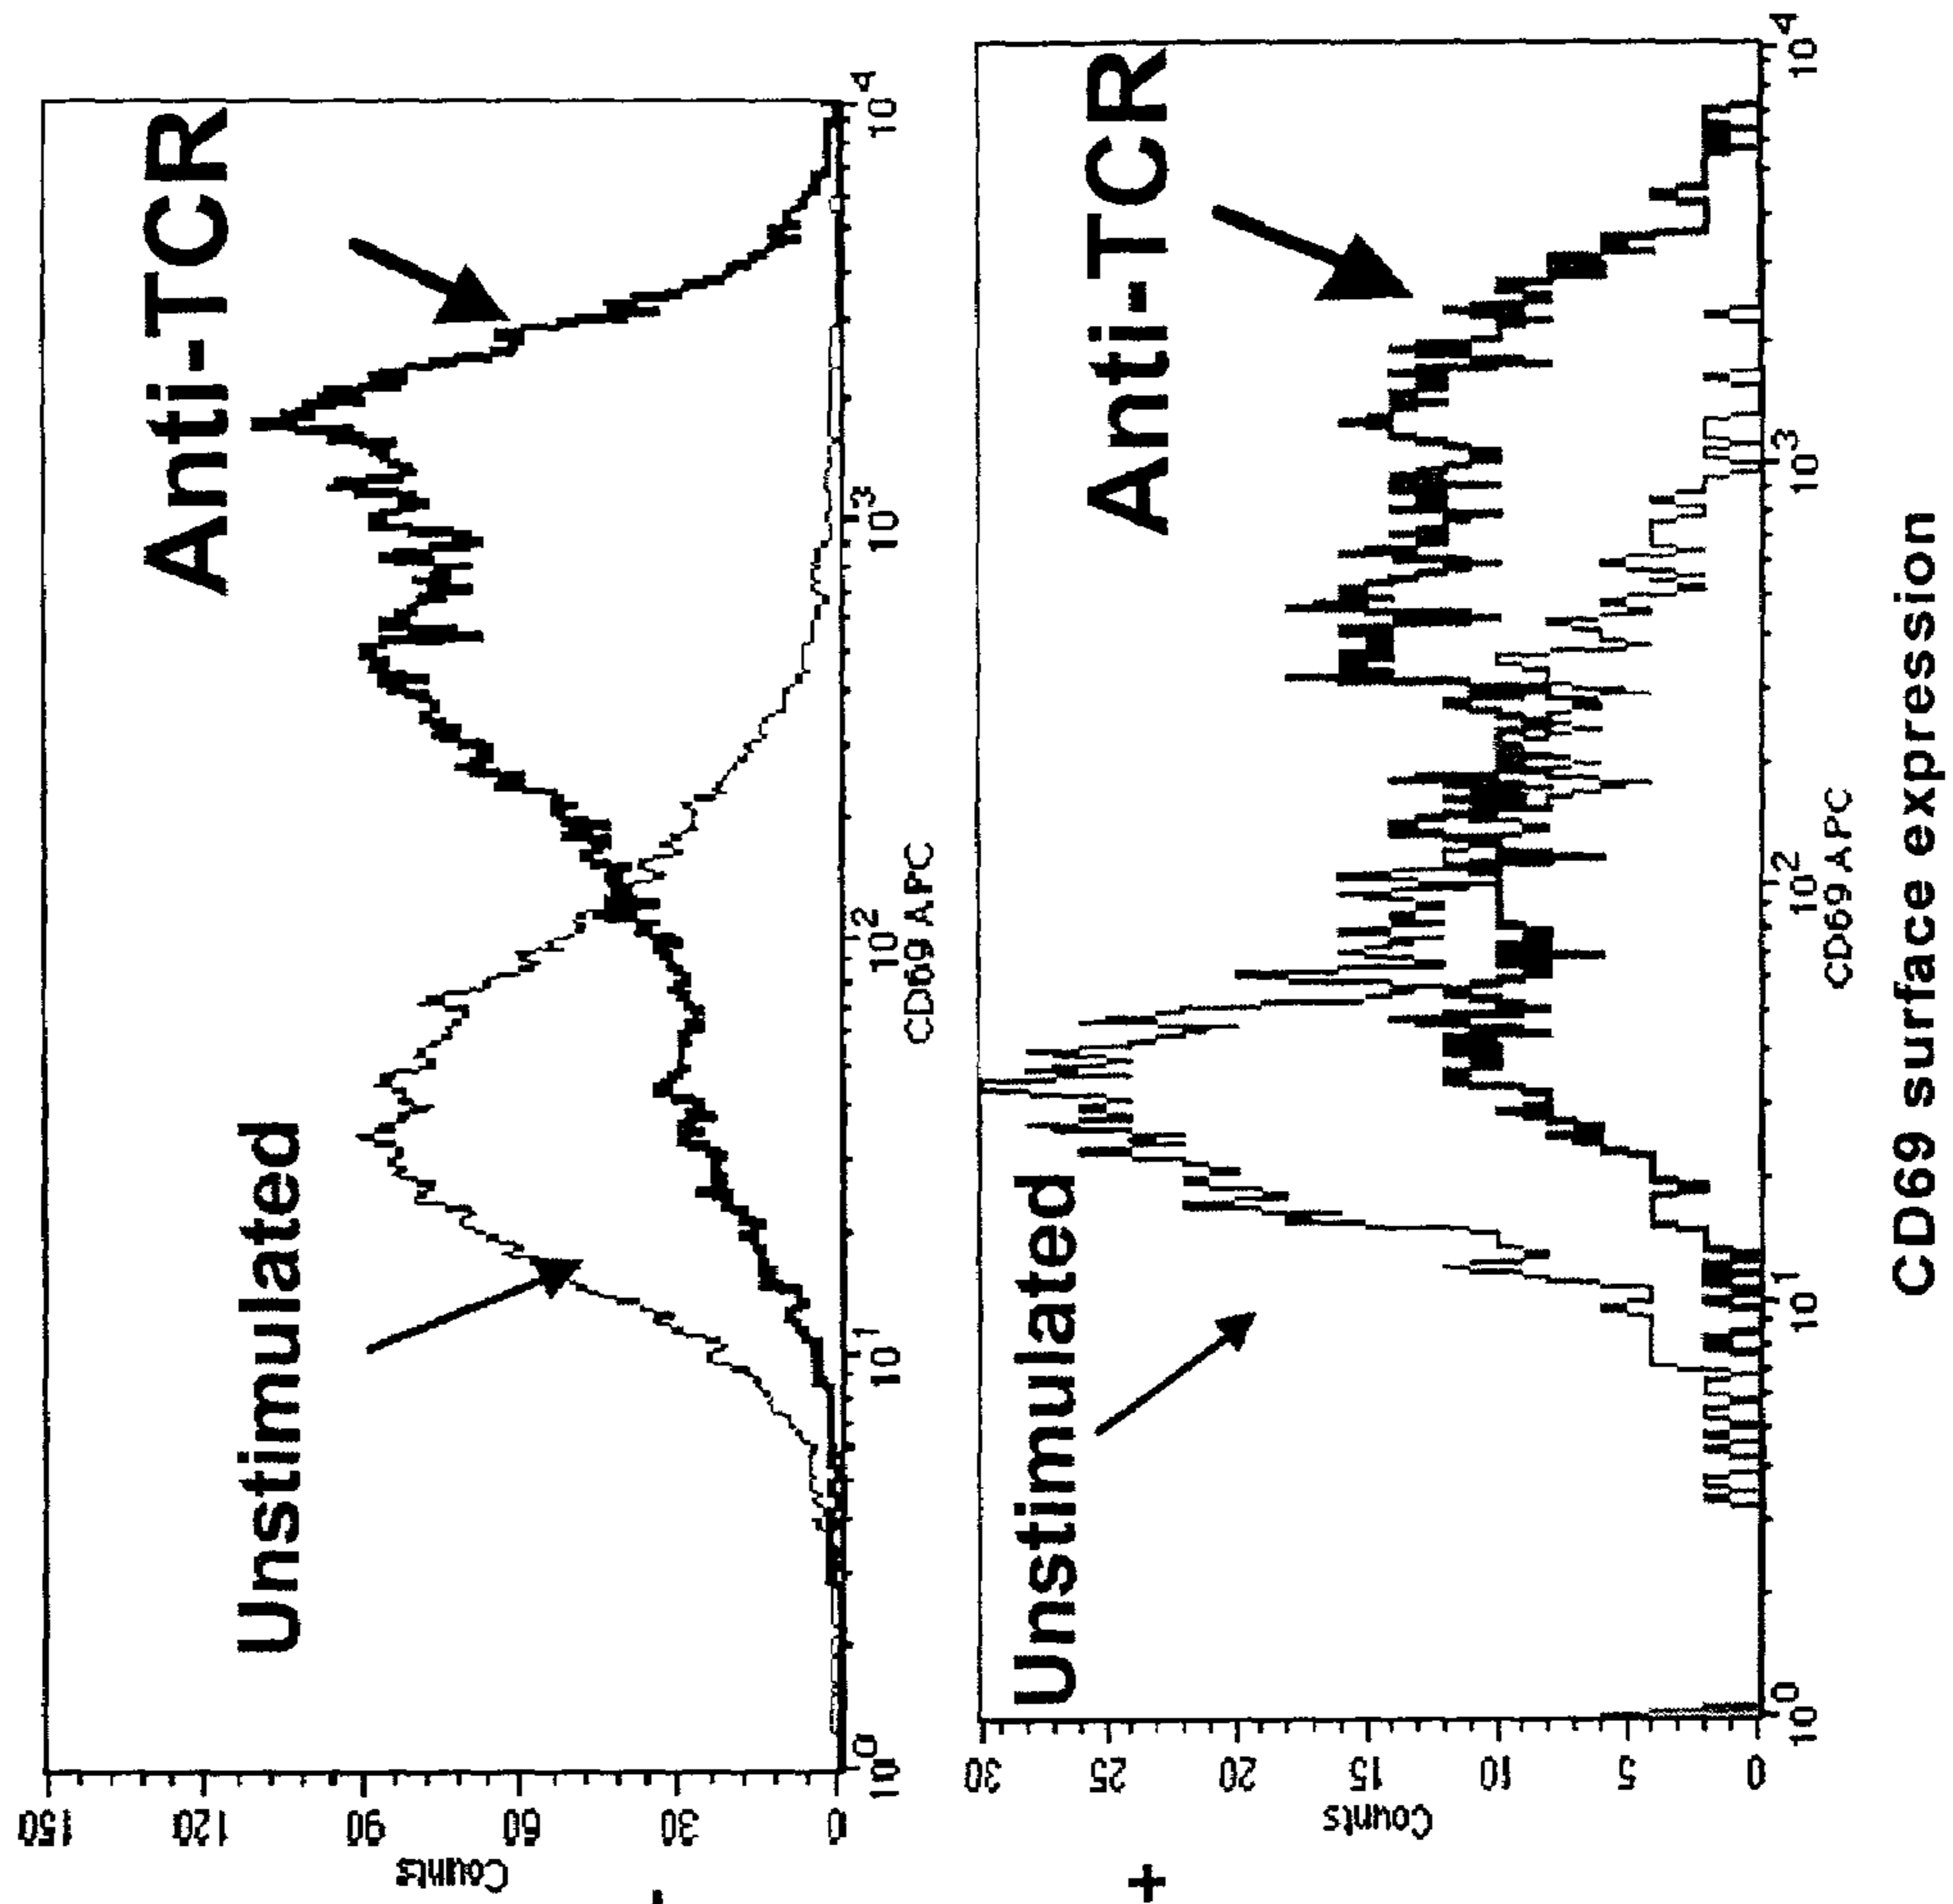 150
120
90
60
30
0
Counts
Unstimulated
Anti-TCR
10 0
10 1
10 2
10 3
10 4
CD69 APC
-
+
30
25
20
15
10
5
0
Counts
Unstimulated
Anti-TCR
10 0
10 1
10 2
10 3
10 4
CD69 APC
CD69 surface expression